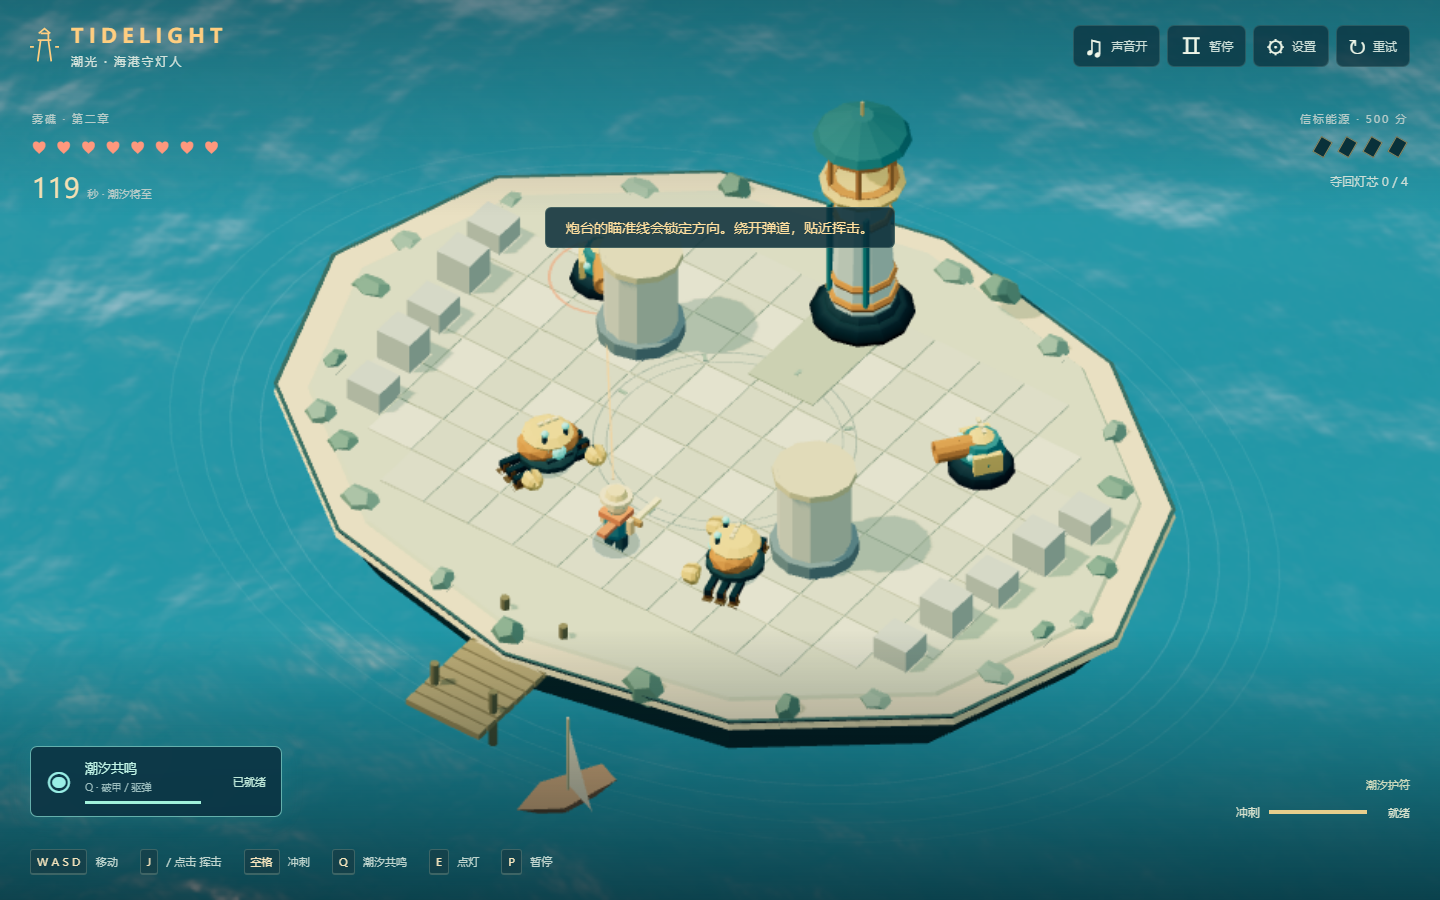 TIDELIGHT
潮光 · 海港守灯人
声音开
暂停
设置
重试
雾礁 · 第二章
119 秒 · 潮汐将至
信标能源 · 500 分
夺回灯芯 0 / 4
炮台的瞄准线会锁定方向。绕开弹道，贴近挥击。
潮汐共鸣
Q · 破甲 / 驱弹
已就绪
潮汐护符
冲刺 就绪
WASD 移动 J / 点击 挥击 空格 冲刺 Q 潮汐共鸣 E 点灯 P 暂停